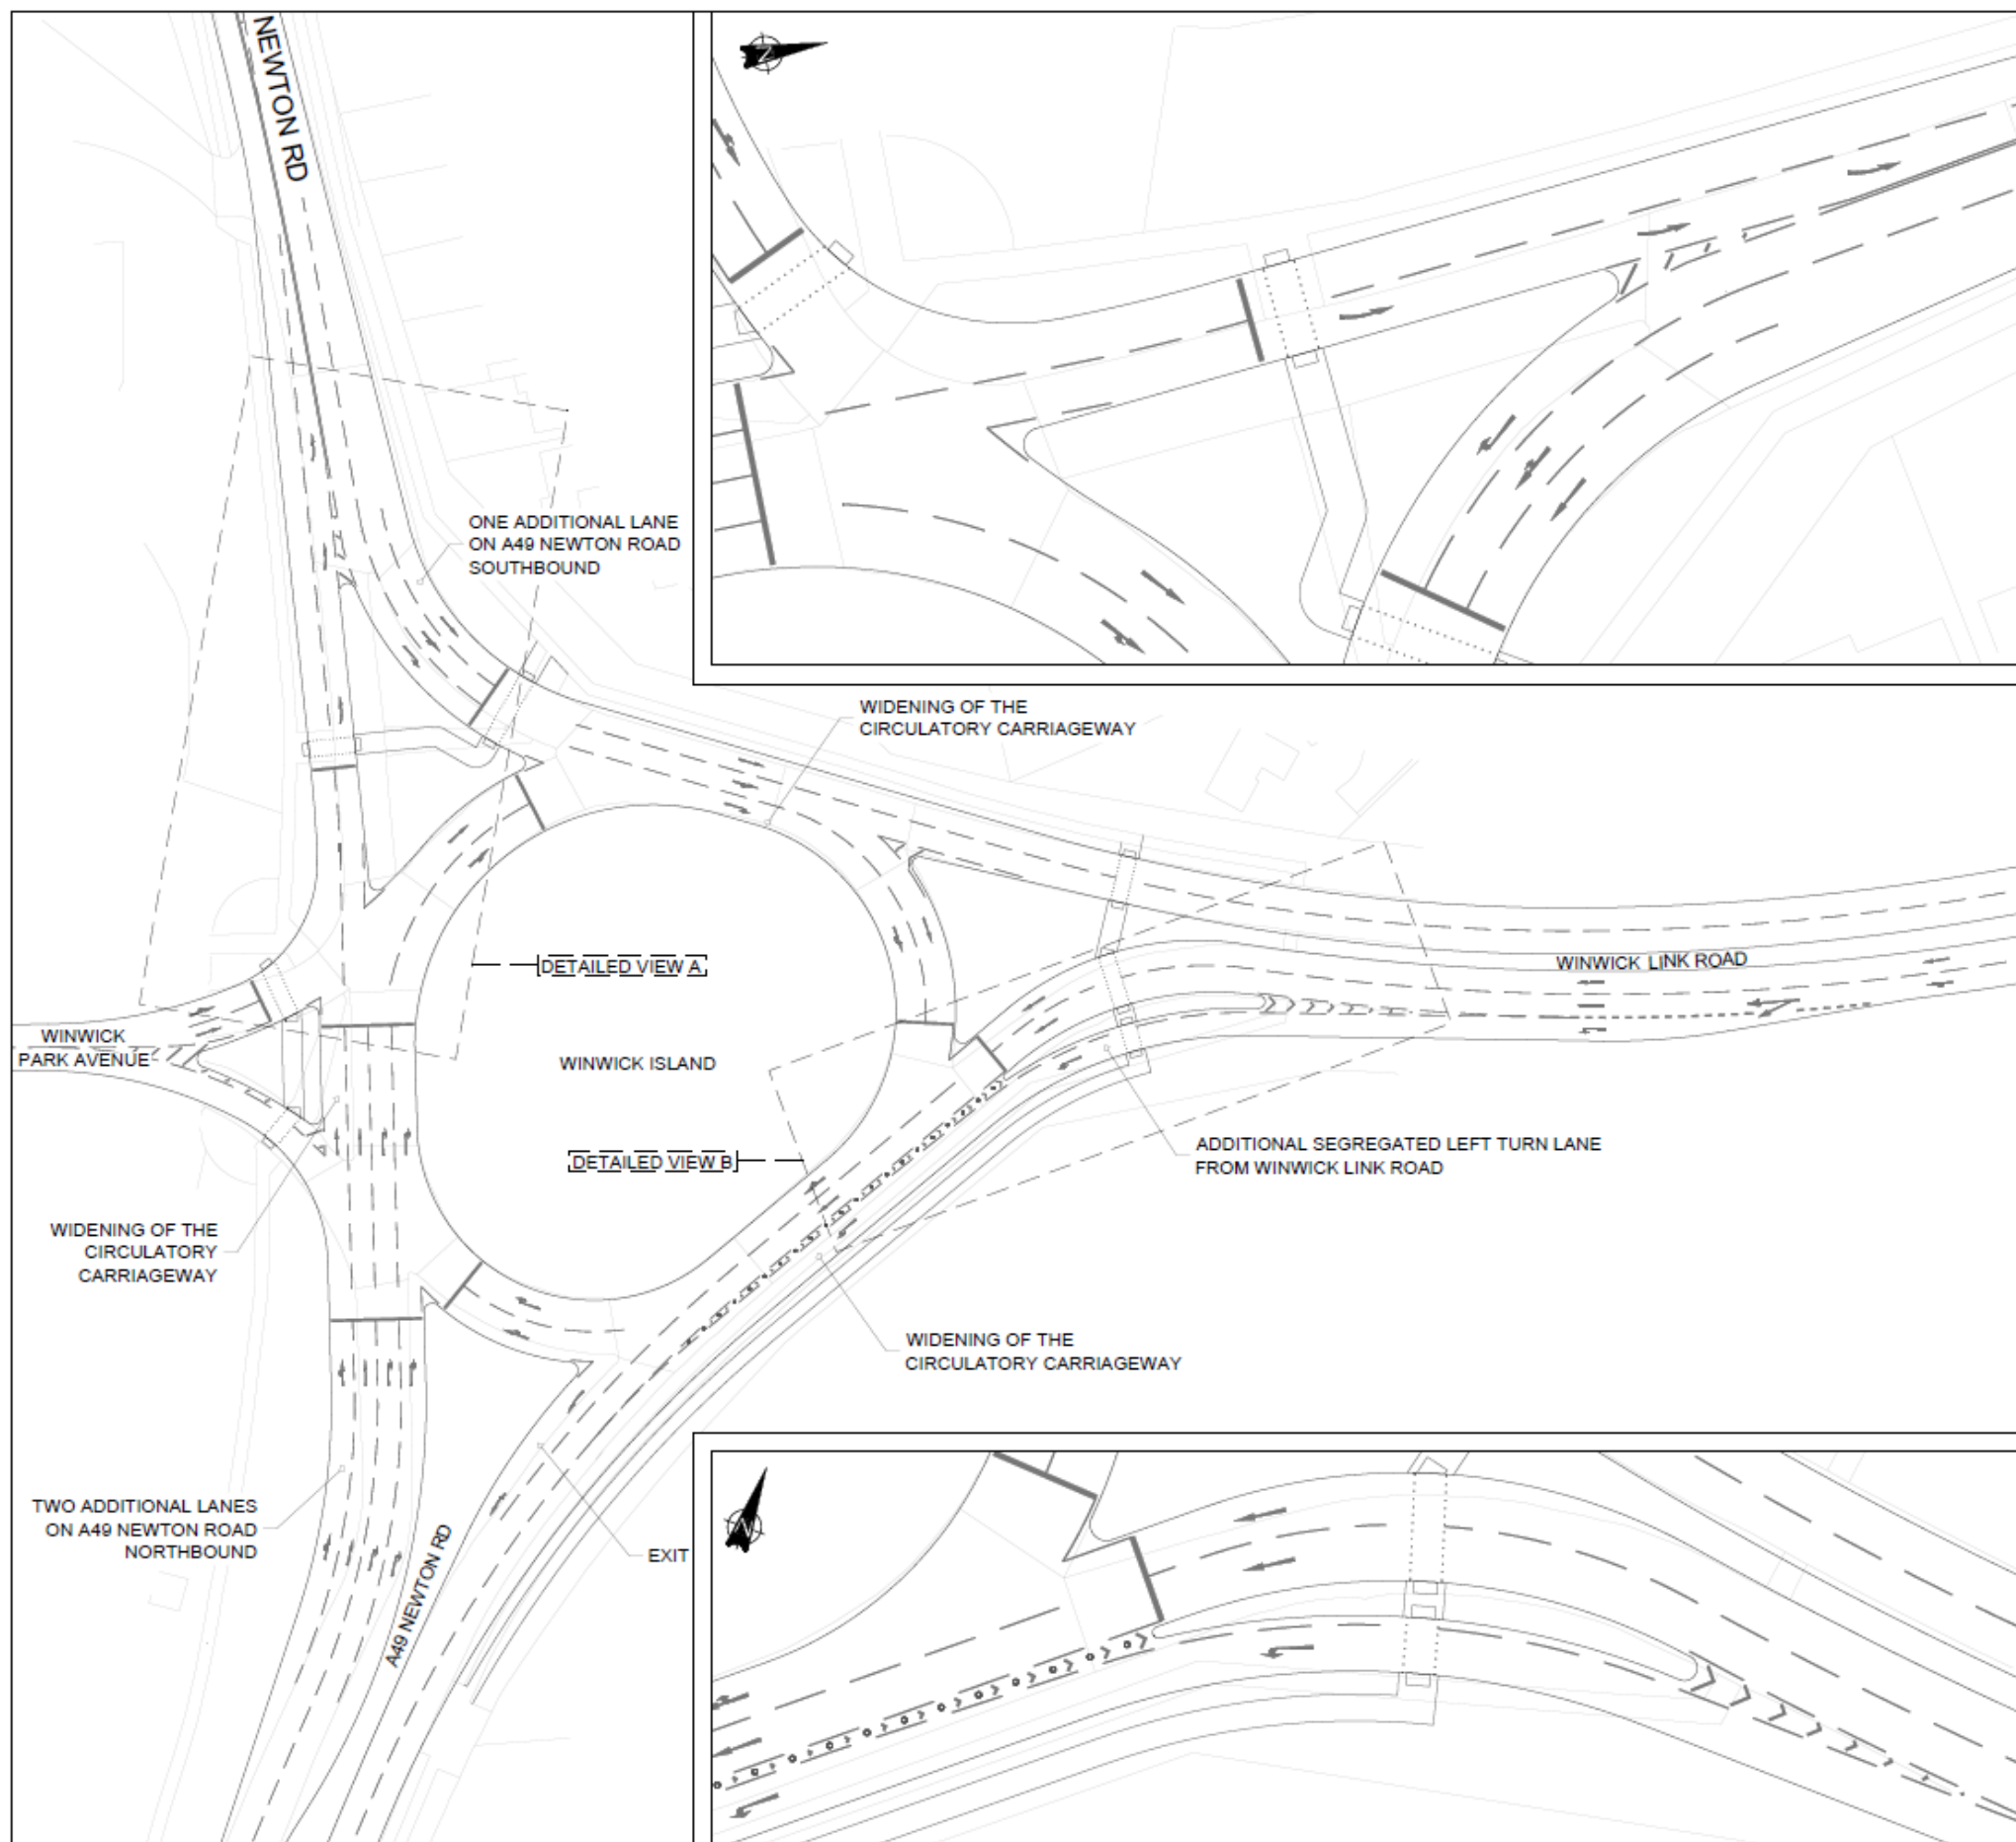 NEWTON RD
ONE ADDITIONAL LANE
ON A49 NEWTON ROAD
SOUTHBOUND
WIDENING OF THE
CIRCULATORY CARRIAGEWAY
DETAILED VIEW A
WINWICK LINK ROAD
WINWICK
PARK AVENUE
WINWICK ISLAND
DETAILED VIEW B
ADDITIONAL SEGREGATED LEFT TURN LANE
FROM WINWICK LINK ROAD
WIDENING OF THE
CIRCULATORY
CARRIAGEWAY
WIDENING OF THE
CIRCULATORY CARRIAGEWAY
TWO ADDITIONAL LANES
ON A49 NEWTON ROAD
NORTHBOUND
A49 NEWTON RD
EXIT
N
N